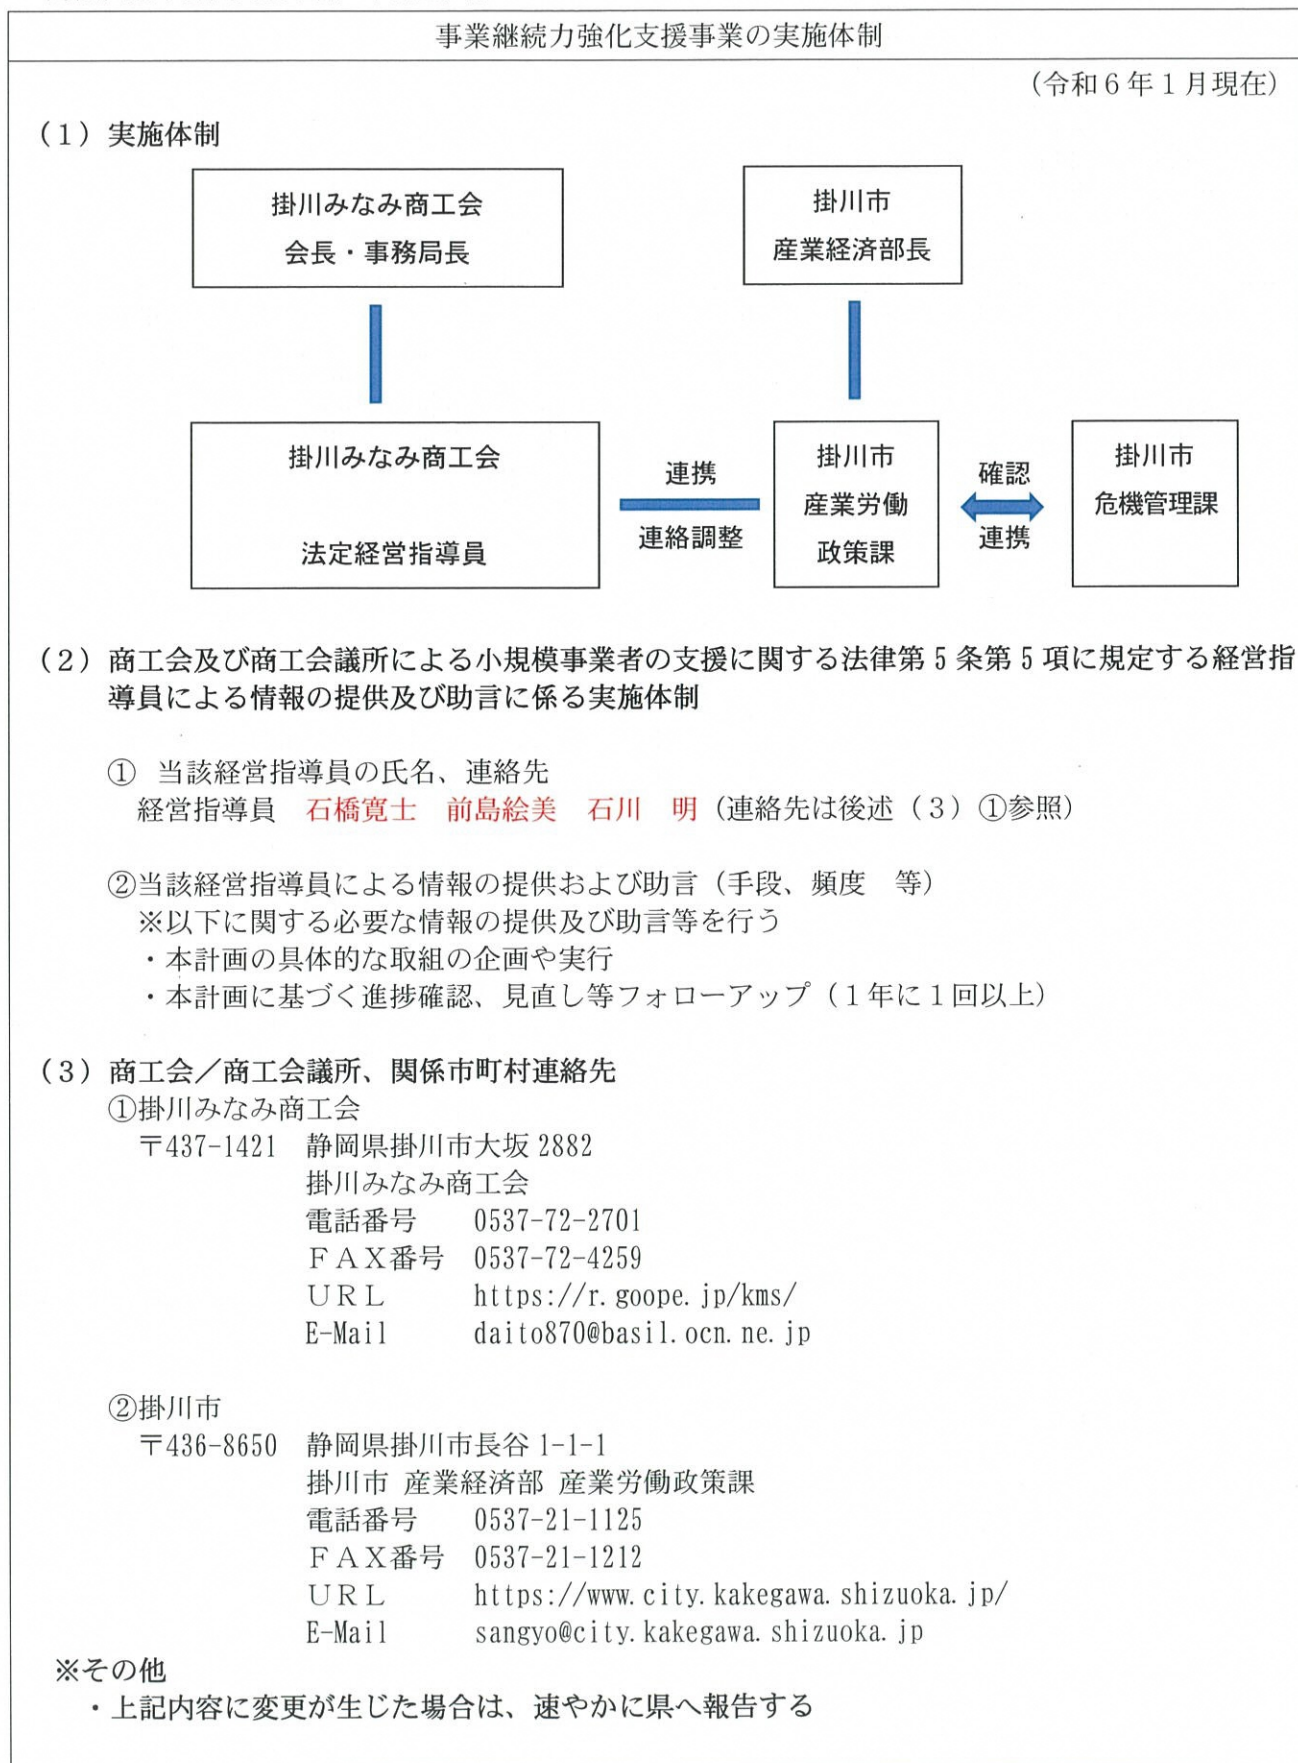 事業継続力強化支援事業の実施体制
(令和6年1月現在)
(1)実施体制
掛川みなみ商工会
会長・事務局長
掛川市
産業経済部長
掛川みなみ商工会
法定経営指導員
連携
連絡調整
掛川市
産業労働
政策課
確認
連携
掛川市
危機管理課
(2)商工会及び商工会議所による小規模事業者の支援に関する法律第5条第5項に規定する経営指
導員による情報の提供及び助言に係る実施体制
① 当該経営指導員の氏名、連絡先
経営指導員 石橋寛士 前島絵美 石川 明(連絡先は後述(3)①参照)
②当該経営指導員による情報の提供および助言(手段、頻度 等)
※以下に関する必要な情報の提供及び助言等を行う
・本計画の具体的な取組の企画や実行
・本計画に基づく進捗確認、見直し等フォローアップ(1年に1回以上)
(3)商工会/商工会議所、関係市町村連絡先
①掛川みなみ商工会
〒437-1421 静岡県掛川市大坂2882
掛川みなみ商工会
電話番号 0537-72-2701
FAX番号 0537-72-4259
URL https://r.goope.jp/kms/
E-Mail daito870@basil.ocn.ne.jp
②掛川市
〒436-8650 静岡県掛川市長谷1-1-1
掛川市 産業経済部 産業労働政策課
電話番号 0537-21-1125
FAX番号 0537-21-1212
URL https://www.city.kakegawa.shizuoka.jp/
E-Mail sangyo@city.kakegawa.shizuoka.jp
※その他
・上記内容に変更が生じた場合は、速やかに県へ報告する